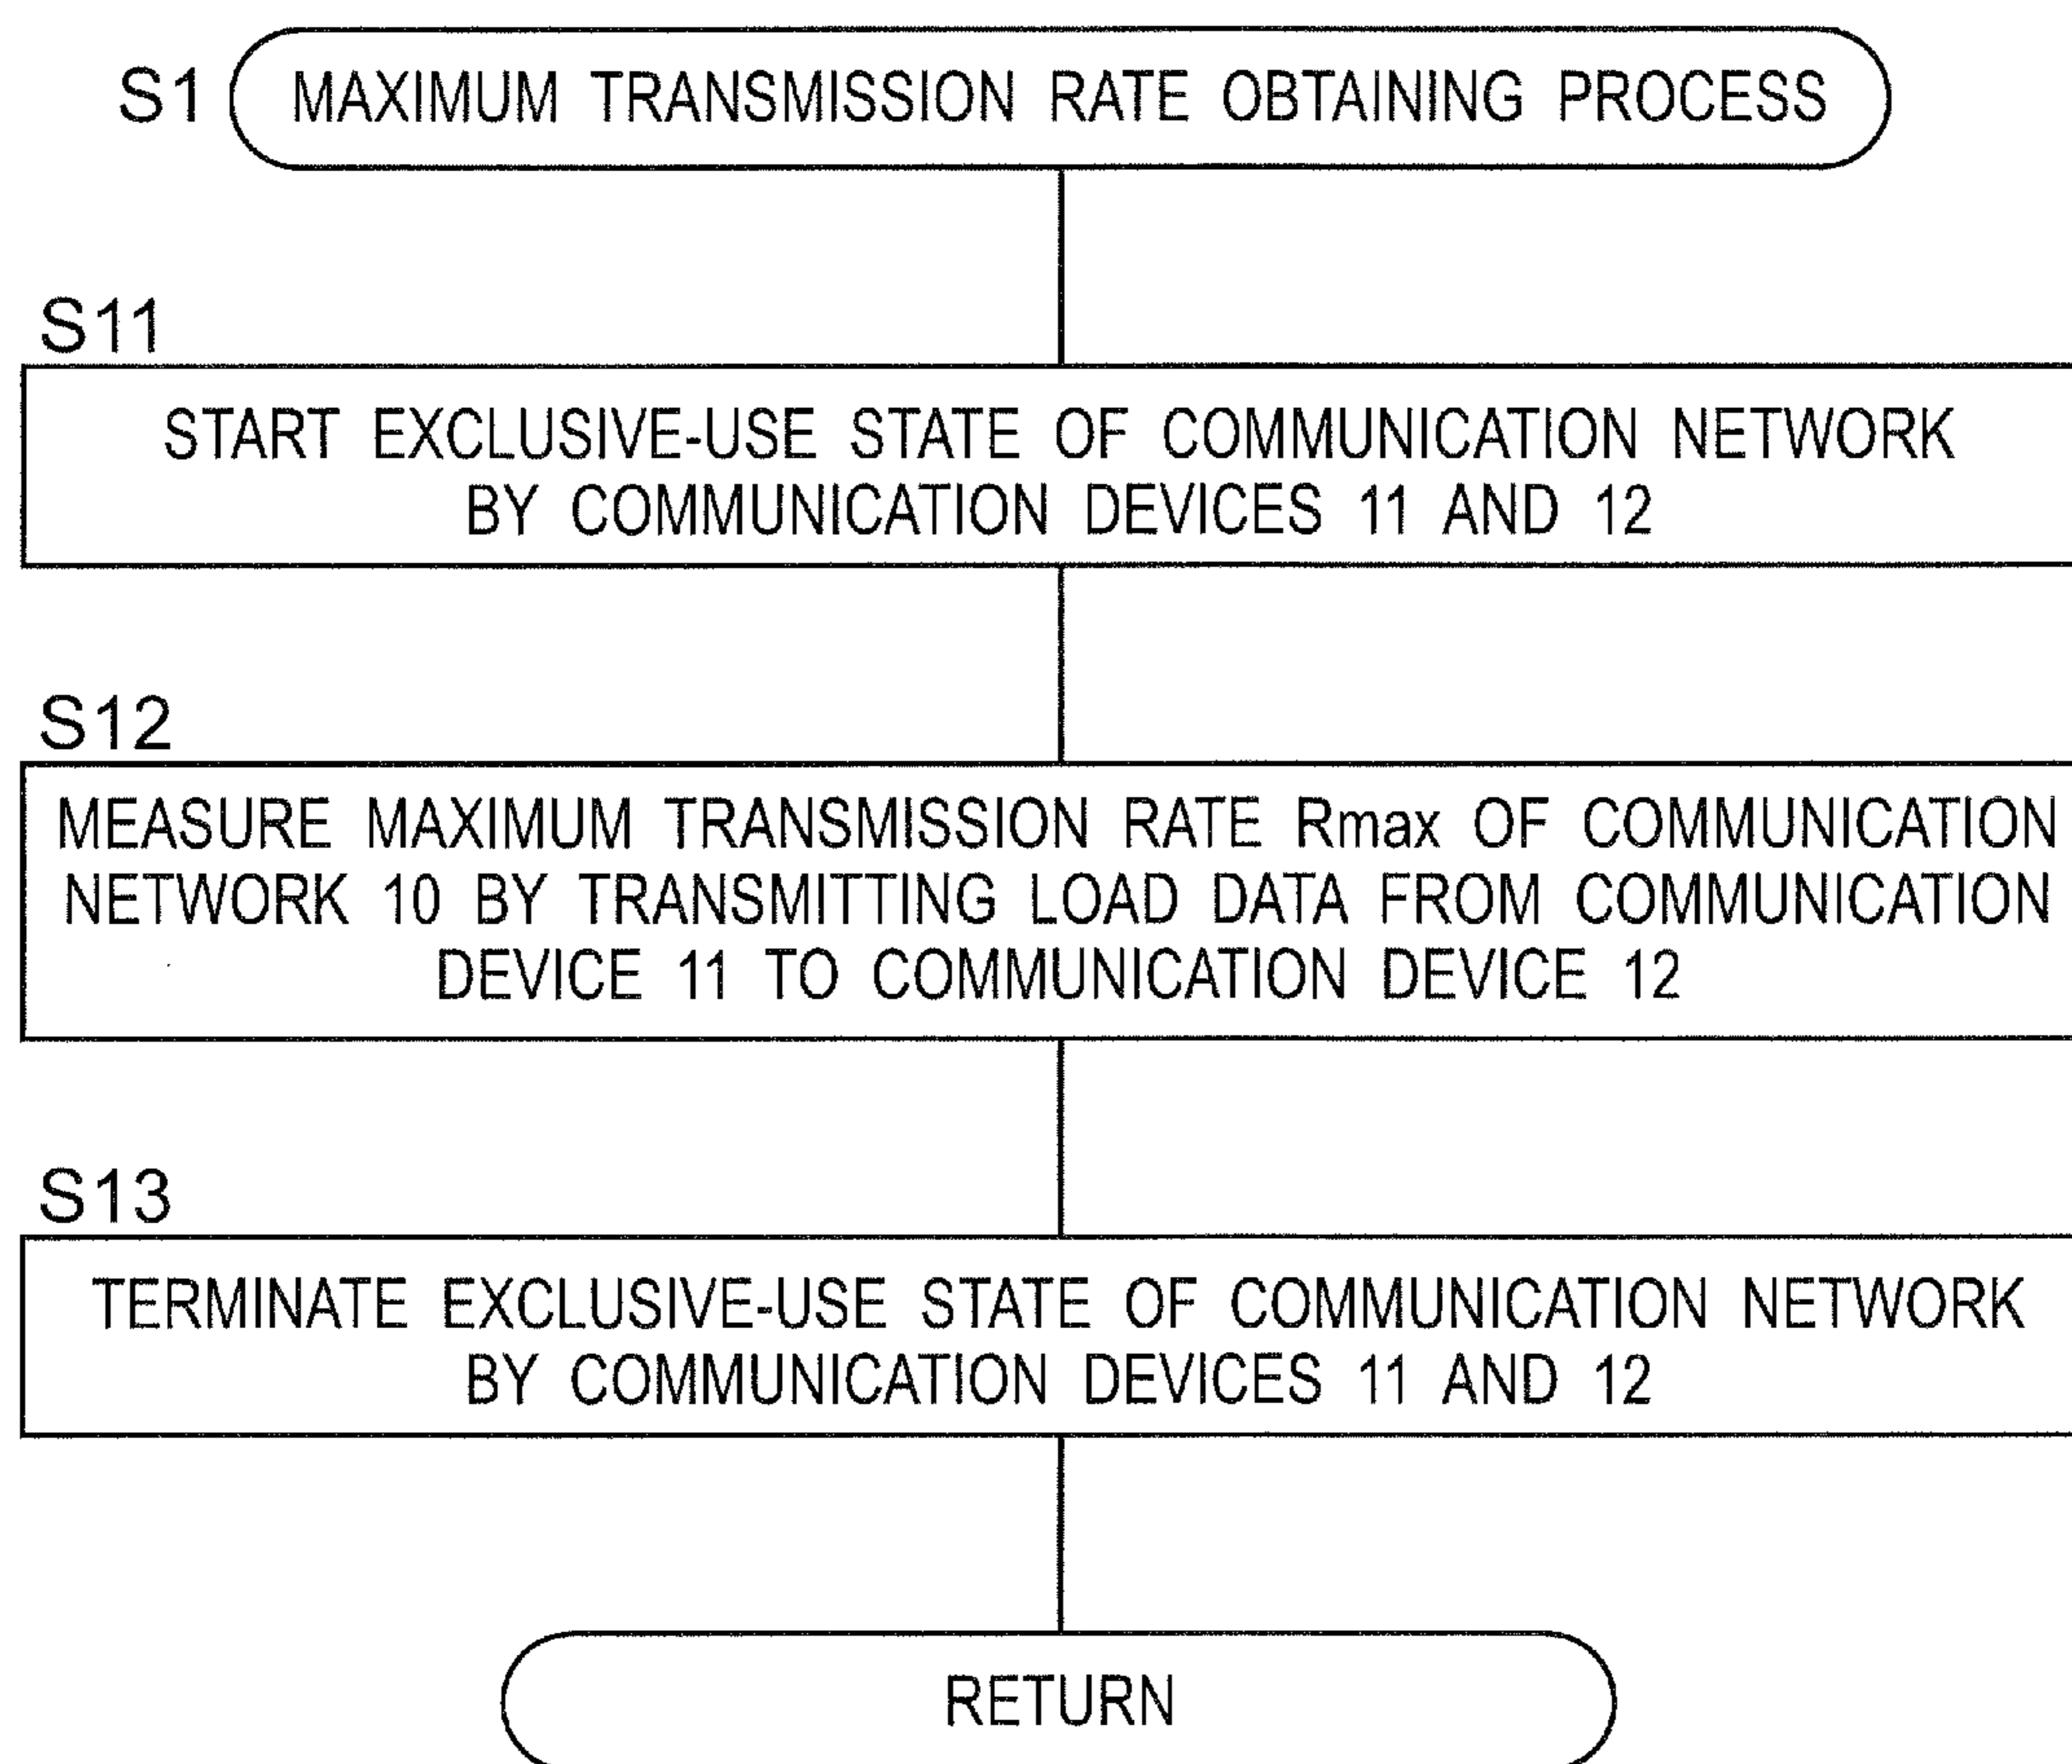 S1 MAXIMUM TRANSMISSION RATE OBTAINING PROCESS
S11
START EXCLUSIVE-USE STATE OF COMMUNICATION NETWORK
BY COMMUNICATION DEVICES 11 AND 12
S12
MEASURE MAXIMUM TRANSMISSION RATE Rmax OF COMMUNICATION
NETWORK 10 BY TRANSMITTING LOAD DATA FROM COMMUNICATION
DEVICE 11 TO COMMUNICATION DEVICE 12
S13
TERMINATE EXCLUSIVE-USE STATE OF COMMUNICATION NETWORK
BY COMMUNICATION DEVICES 11 AND 12
RETURN